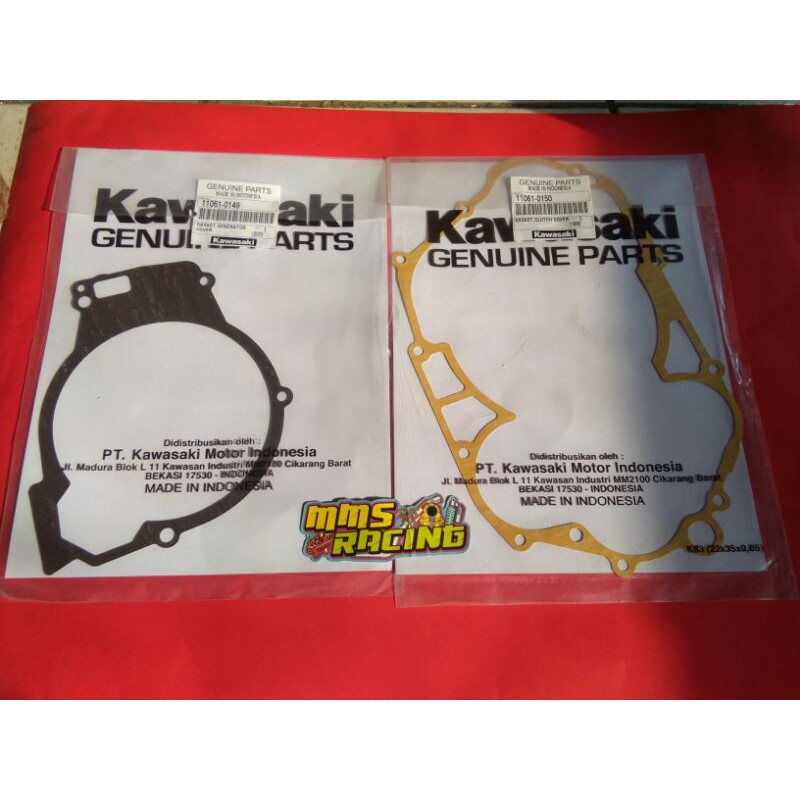 GENUINE PARTS
MADE IN INDONESIA
11061-0149
GASKET,GENERATOR
COVER
Kawasaki
Kawasaki
GENUINE PARTS
Didistribusikan oleh :
PT. Kawasaki Motor Indonesia
Jl. Madura Blok L 11 Kawasan Industri MM2100 Cikarang Barat
BEKASI 17530 - INDONESIA
MADE IN INDONESIA
GENUINE PARTS
MADE IN INDONESIA
11061-0150
GASKET,CLUTCH COVER
Kawasaki
Kawasaki
GENUINE PARTS
Didistribusikan oleh :
PT. Kawasaki Motor Indonesia
Jl. Madura Blok L 11 Kawasan Industri MM2100 Cikarang Barat
BEKASI 17530 - INDONESIA
MADE IN INDONESIA
(22x35x0,05)
MMS
RACING